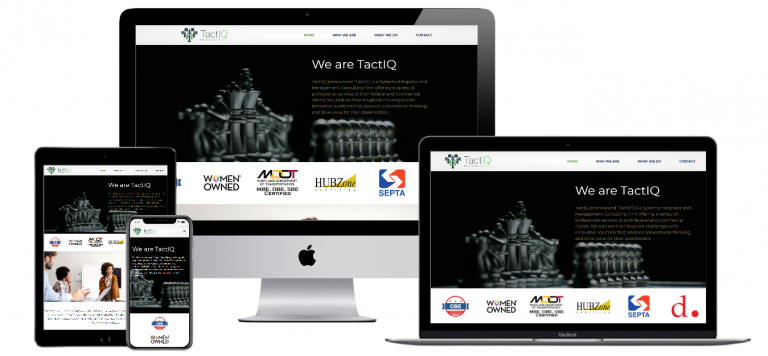 TactIQ
HOME WHO WE ARE WHAT WE DO CONTACT
We are TactIQ
TactIQ (pronounced "Tactic") is a Systems Integrator and
Management Consulting Firm offering a variety of
professional services to both federal and commercial
clients. We address their toughest challenges with
innovative solutions that advance conventional thinking
and drive value for their stakeholders
WOMEN
OWNED
MDOT
MARYLAND DEPARTMENT
OF TRANSPORTATION
MBE, DBE, SBE
CERTIFIED
HUBZone
CERTIFIED
SEPTA
TactIQ
HOME WHO WE ARE WHAT WE DO CONTACT
We are TactIQ
TactIQ (pronounced "Tactic") is a Systems Integrator and
Management Consulting Firm offering a variety of
professional services to both federal and commercial
clients. We address their toughest challenges with
innovative solutions that advance conventional thinking
and drive value for their stakeholders
CBE
WOMEN
OWNED
MDOT
MBE, DBE, SBE
CERTIFIED
HUBZone
CERTIFIED
SEPTA
d.
MacBook
TactIQ
We are TactIQ
CBE
WOMEN
OWNED
MDOT
HUBZone
TactIQ
We are TactIQ
CBE
WOMEN
OWNED